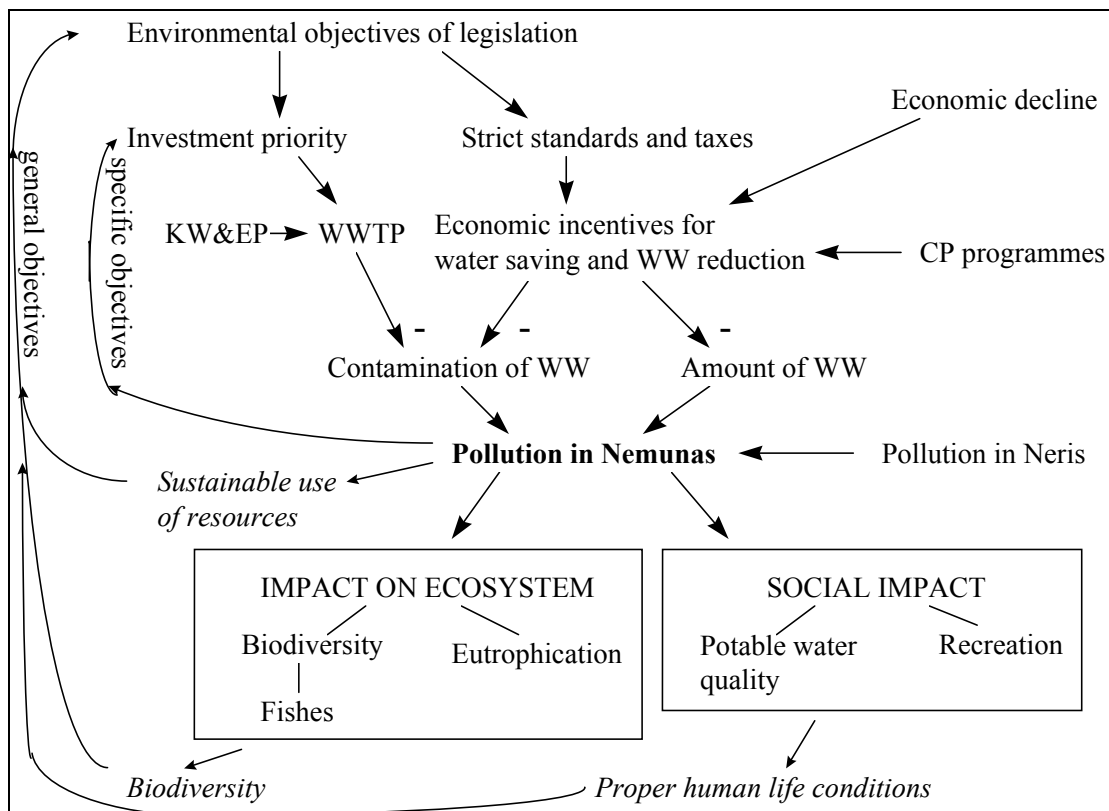 Environmental objectives of legislation
Economic decline
Investment priority
Strict standards and taxes
general objectives
specific objectives
KW&EP
WWTP
Economic incentives for
water saving and WW reduction
CP programmes
-
-
-
Contamination of WW
Amount of WW
Pollution in Nemunas
Pollution in Neris
Sustainable use
of resources
IMPACT ON ECOSYSTEM
Biodiversity
Eutrophication
Fishes
SOCIAL IMPACT
Potable water
quality
Recreation
Biodiversity
Proper human life conditions